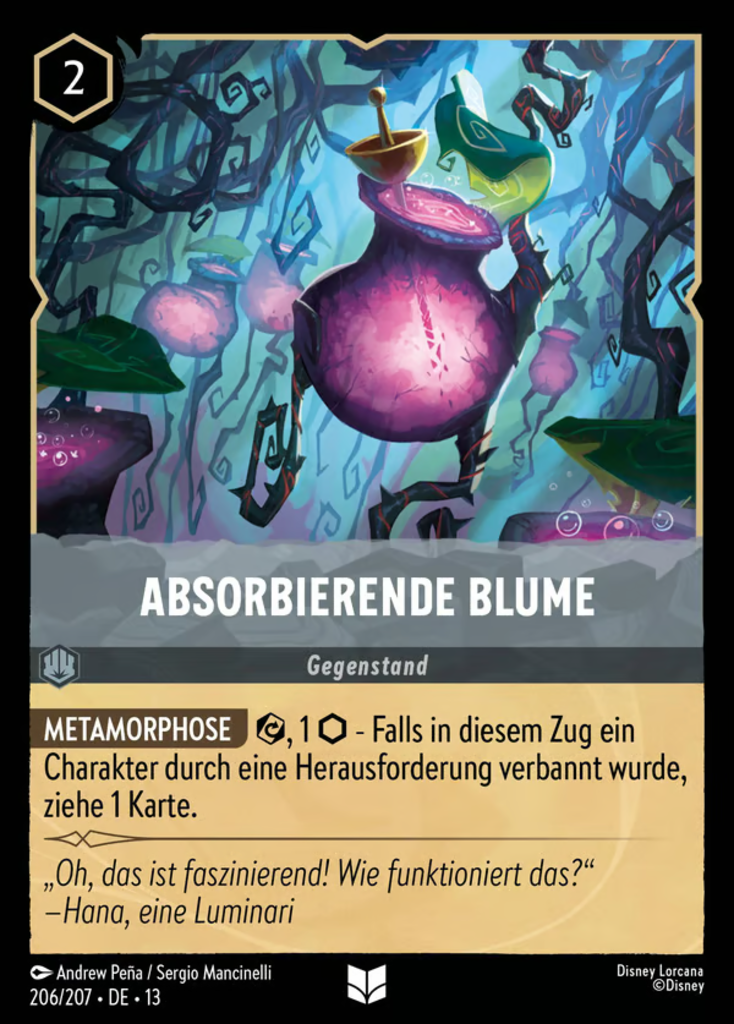 2
ABSORBIERENDE BLUME
Gegenstand
METAMORPHOSE , 1 - Falls in diesem Zug ein
Charakter durch eine Herausforderung verbannt wurde,
ziehe 1 Karte.
„Oh, das ist faszinierend! Wie funktioniert das?“
–Hana, eine Luminari
Andrew Peña / Sergio Mancinelli
206/207 • DE • 13
Disney Lorcana
©Disney